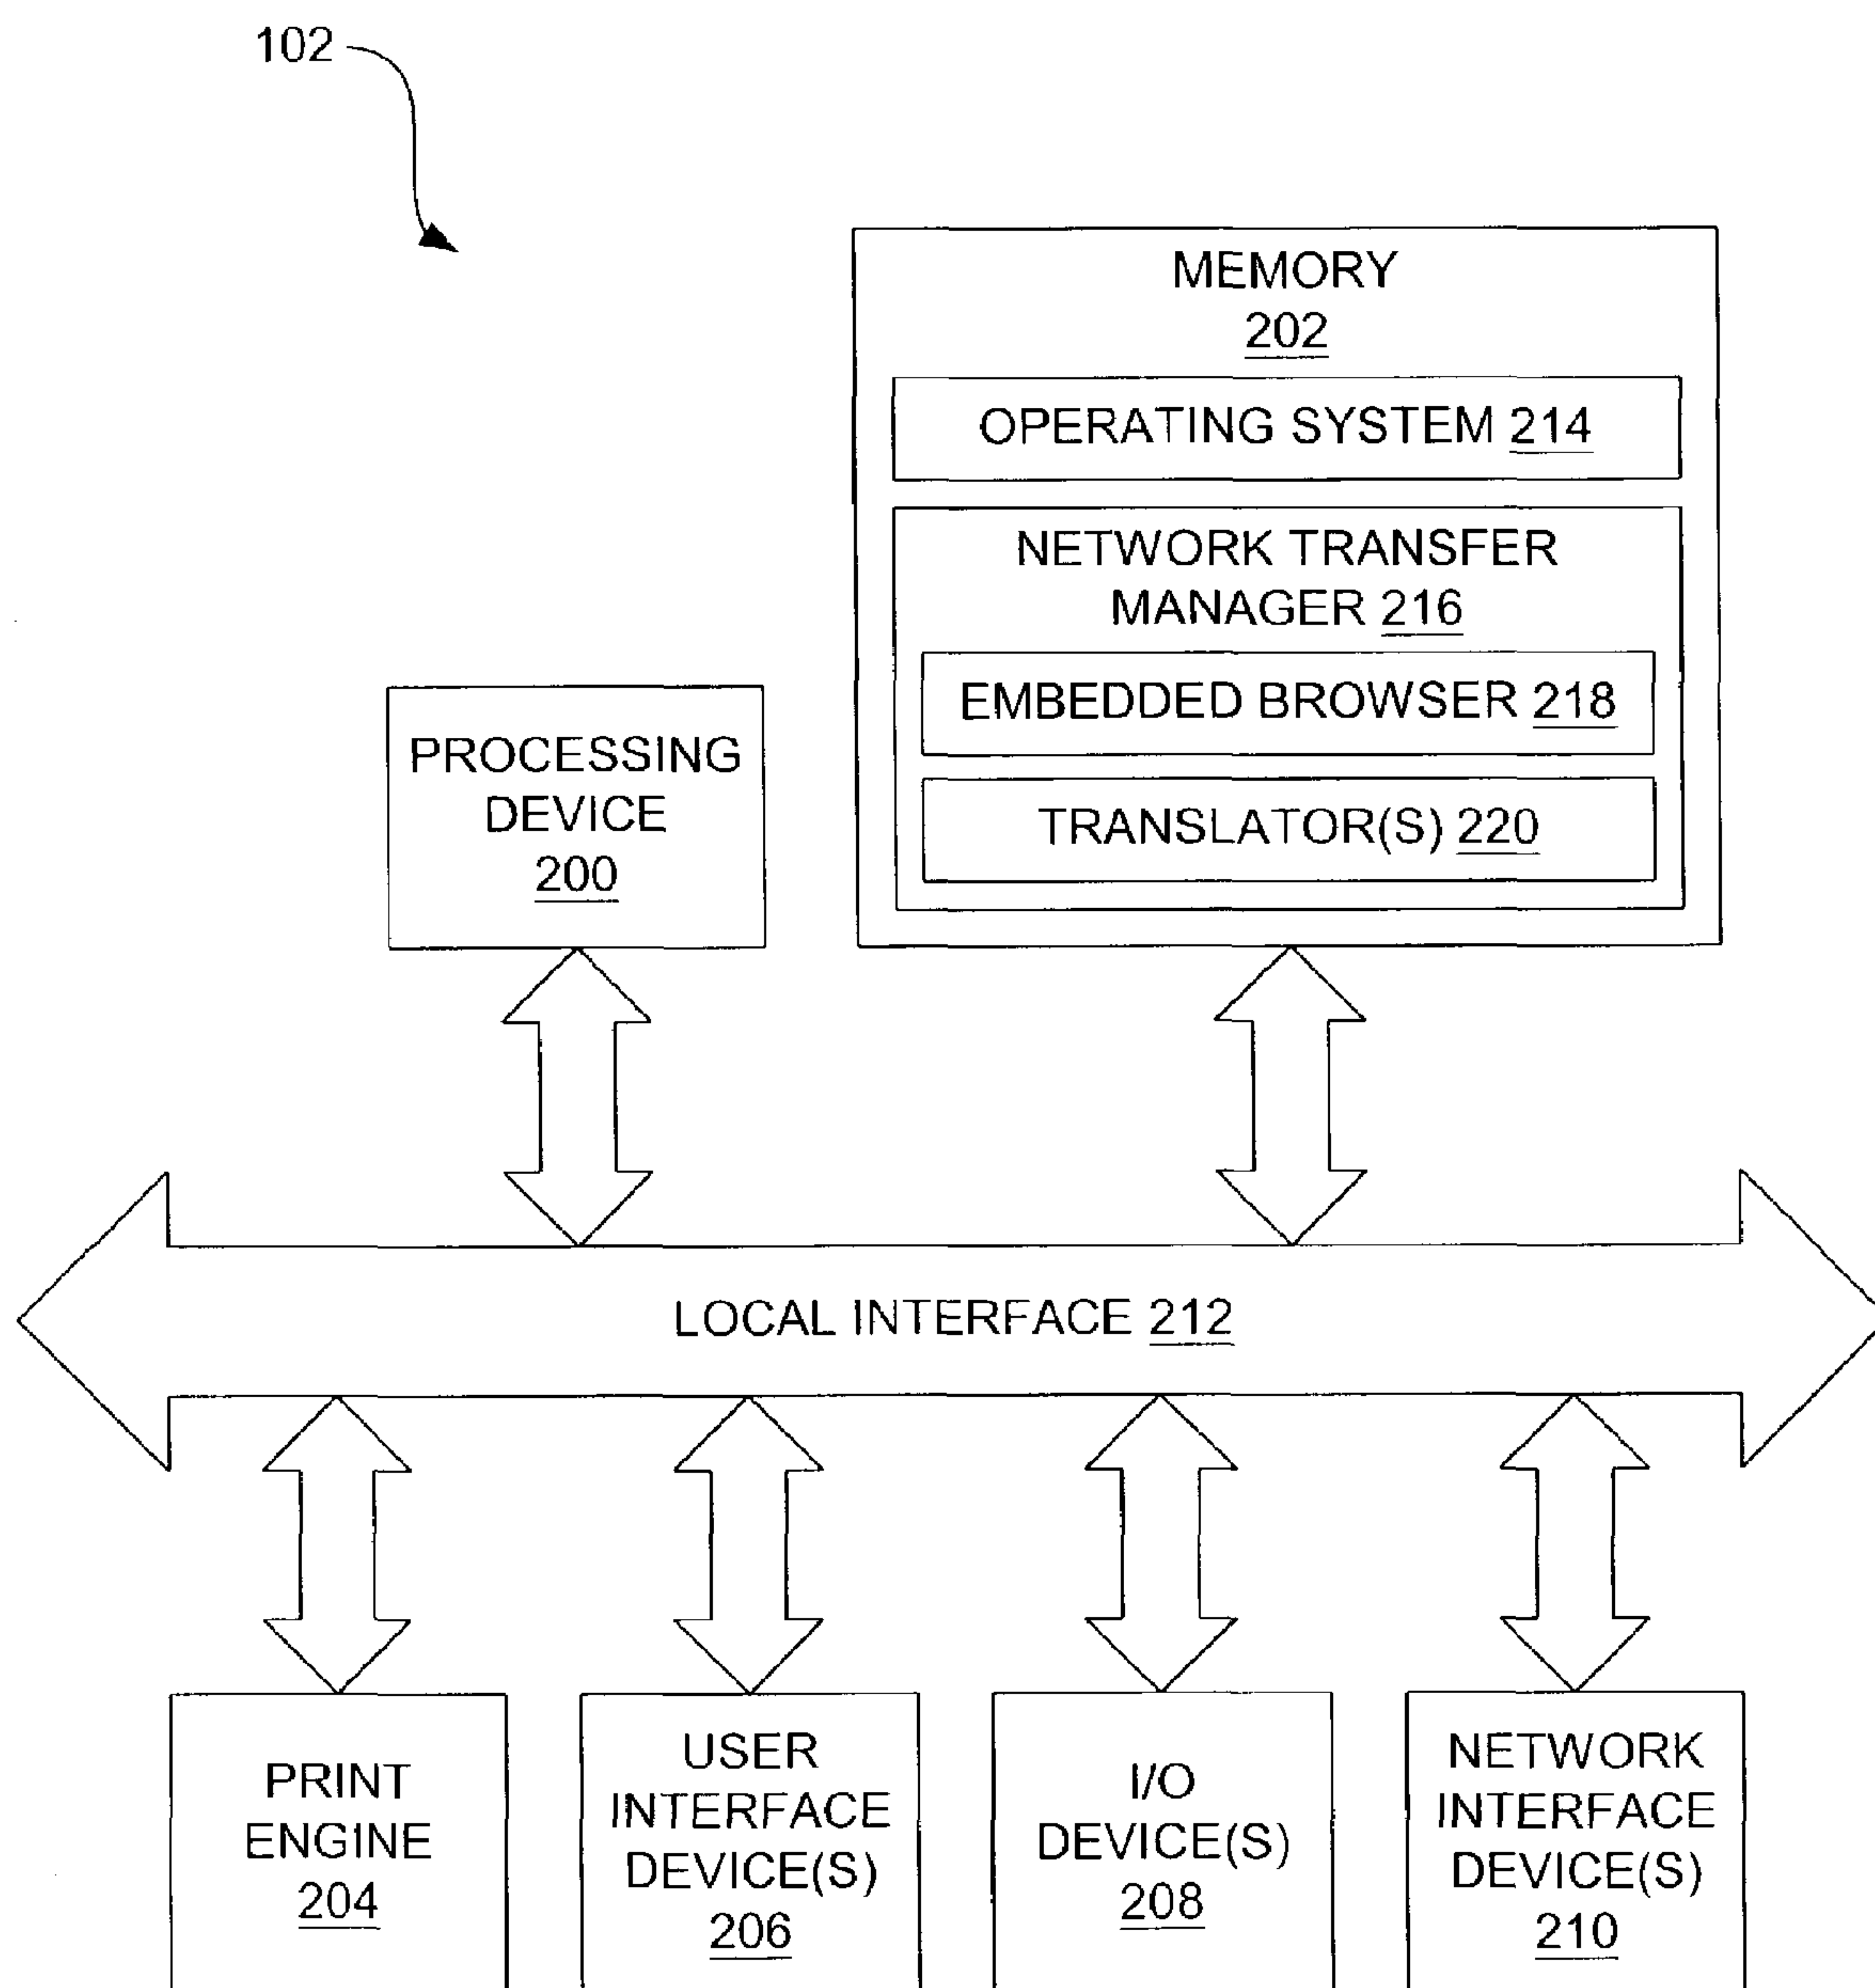 102
MEMORY
202
OPERATING SYSTEM 214
NETWORK TRANSFER
MANAGER 216
EMBEDDED BROWSER 218
TRANSLATOR(S) 220
PROCESSING
DEVICE
200
LOCAL INTERFACE 212
PRINT
ENGINE
204
USER
INTERFACE
DEVICE(S)
206
I/O
DEVICE(S)
208
NETWORK
INTERFACE
DEVICE(S)
210